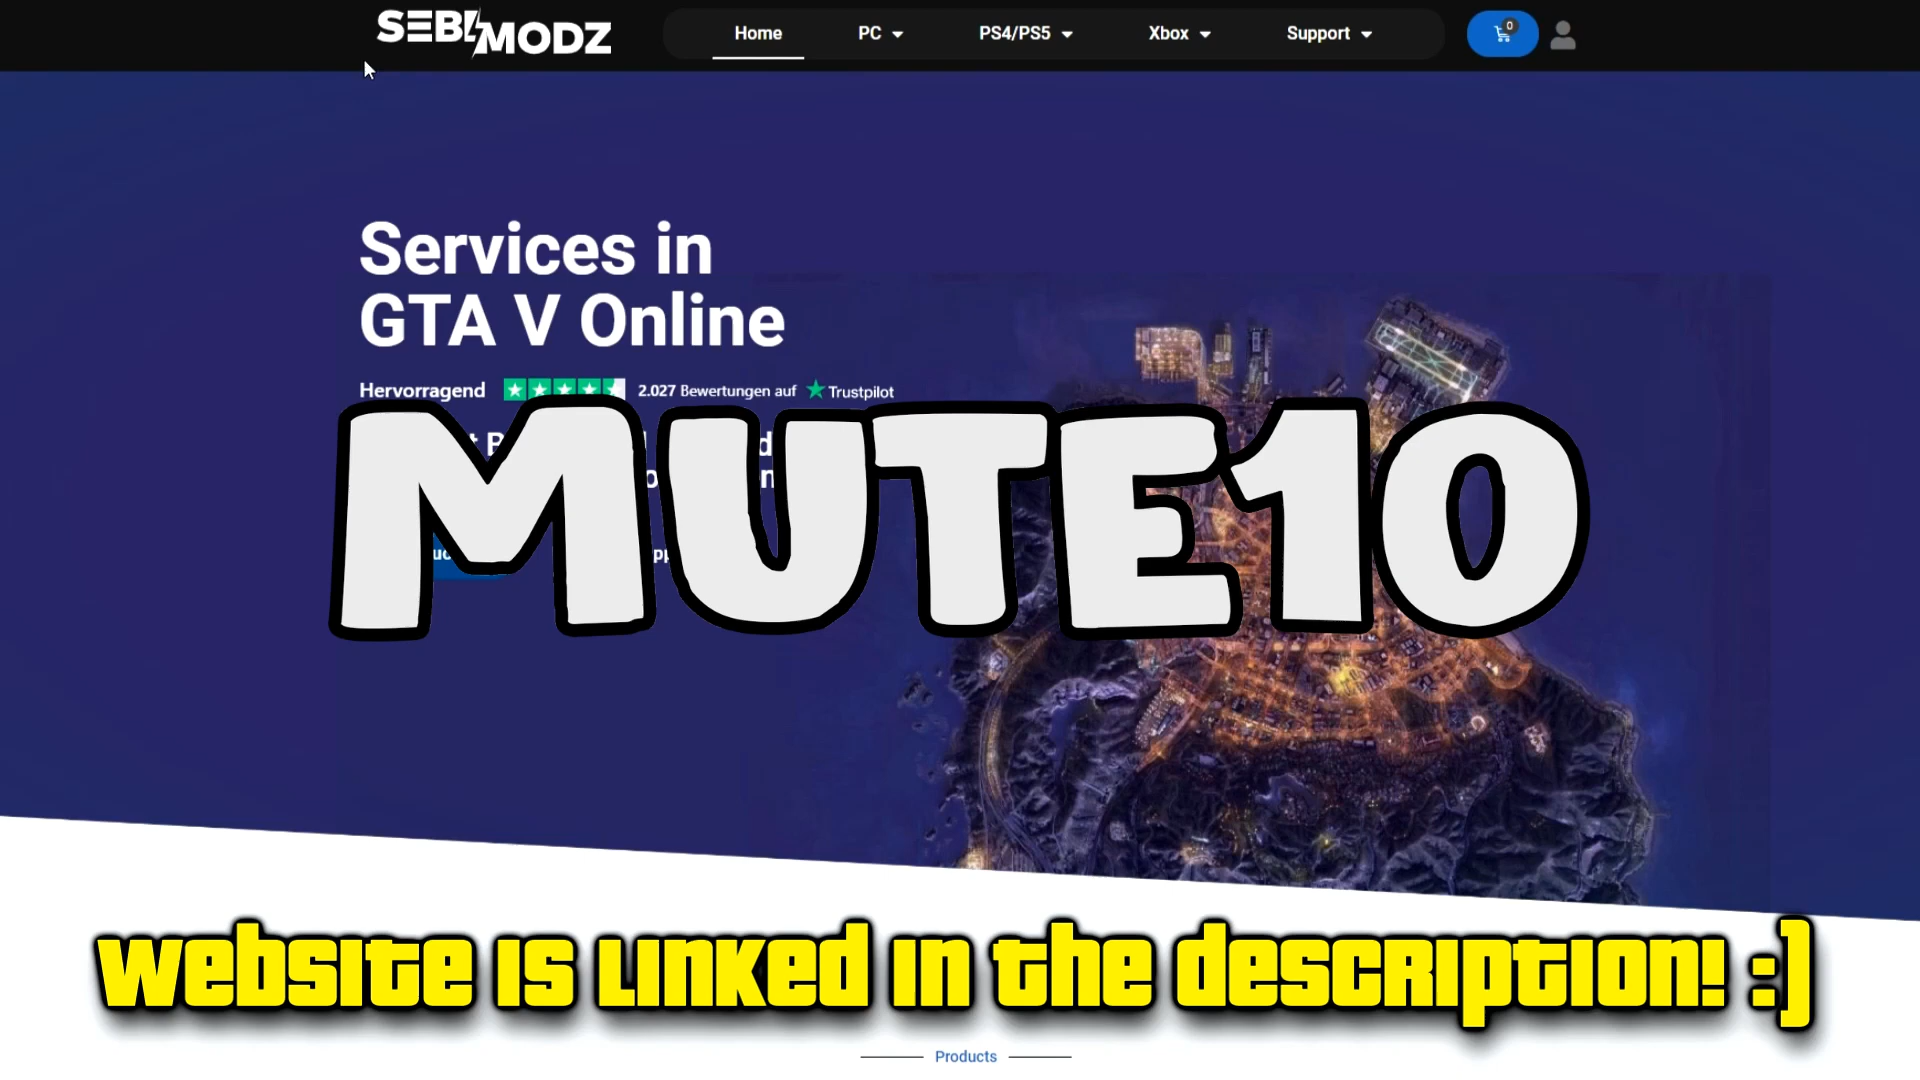 SEBI MODZ
Home PC PS4/PS5 Xbox Support 0
Services in
GTA V Online
Hervorragend 2.027 Bewertungen auf Trustpilot
MUTE10
Website is linked in the description! :)
Products